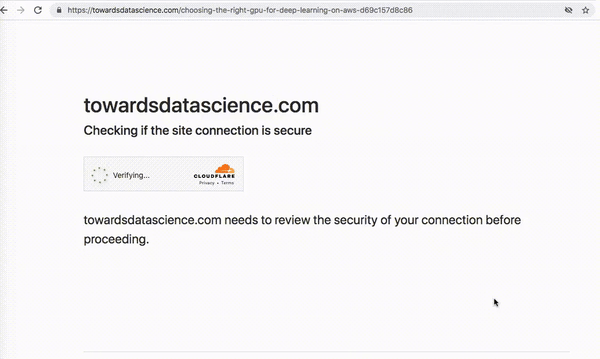 https://towardsdatascience.com/choosing-the-right-gpu-for-deep-learning-on-aws-d69c157d8c86
towardsdatascience.com
Checking if the site connection is secure
Verifying...
CLOUDFLARE
Privacy • Terms
towardsdatascience.com needs to review the security of your connection before
proceeding.